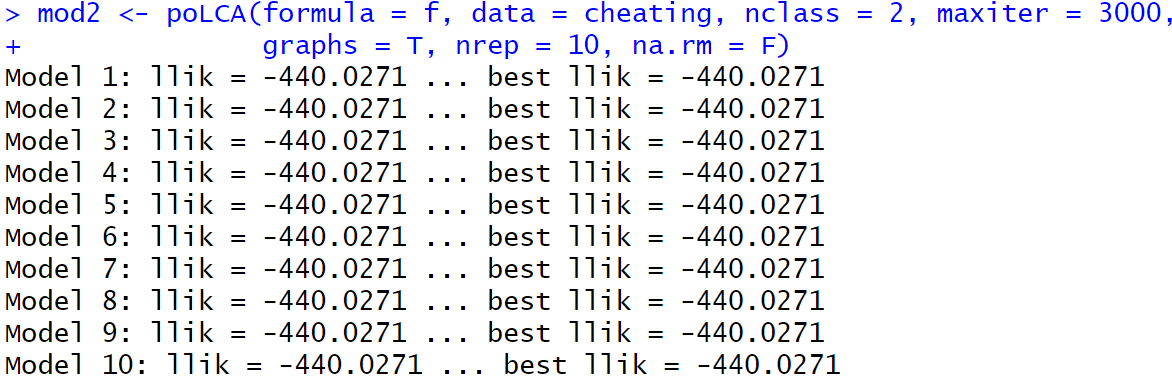 > mod2 <- poLCA(formula = f, data = cheating, nclass = 2, maxiter = 3000,
+               graphs = T, nrep = 10, na.rm = F)
Model 1: llik = -440.0271 ... best llik = -440.0271
Model 2: llik = -440.0271 ... best llik = -440.0271
Model 3: llik = -440.0271 ... best llik = -440.0271
Model 4: llik = -440.0271 ... best llik = -440.0271
Model 5: llik = -440.0271 ... best llik = -440.0271
Model 6: llik = -440.0271 ... best llik = -440.0271
Model 7: llik = -440.0271 ... best llik = -440.0271
Model 8: llik = -440.0271 ... best llik = -440.0271
Model 9: llik = -440.0271 ... best llik = -440.0271
Model 10: llik = -440.0271 ... best llik = -440.0271